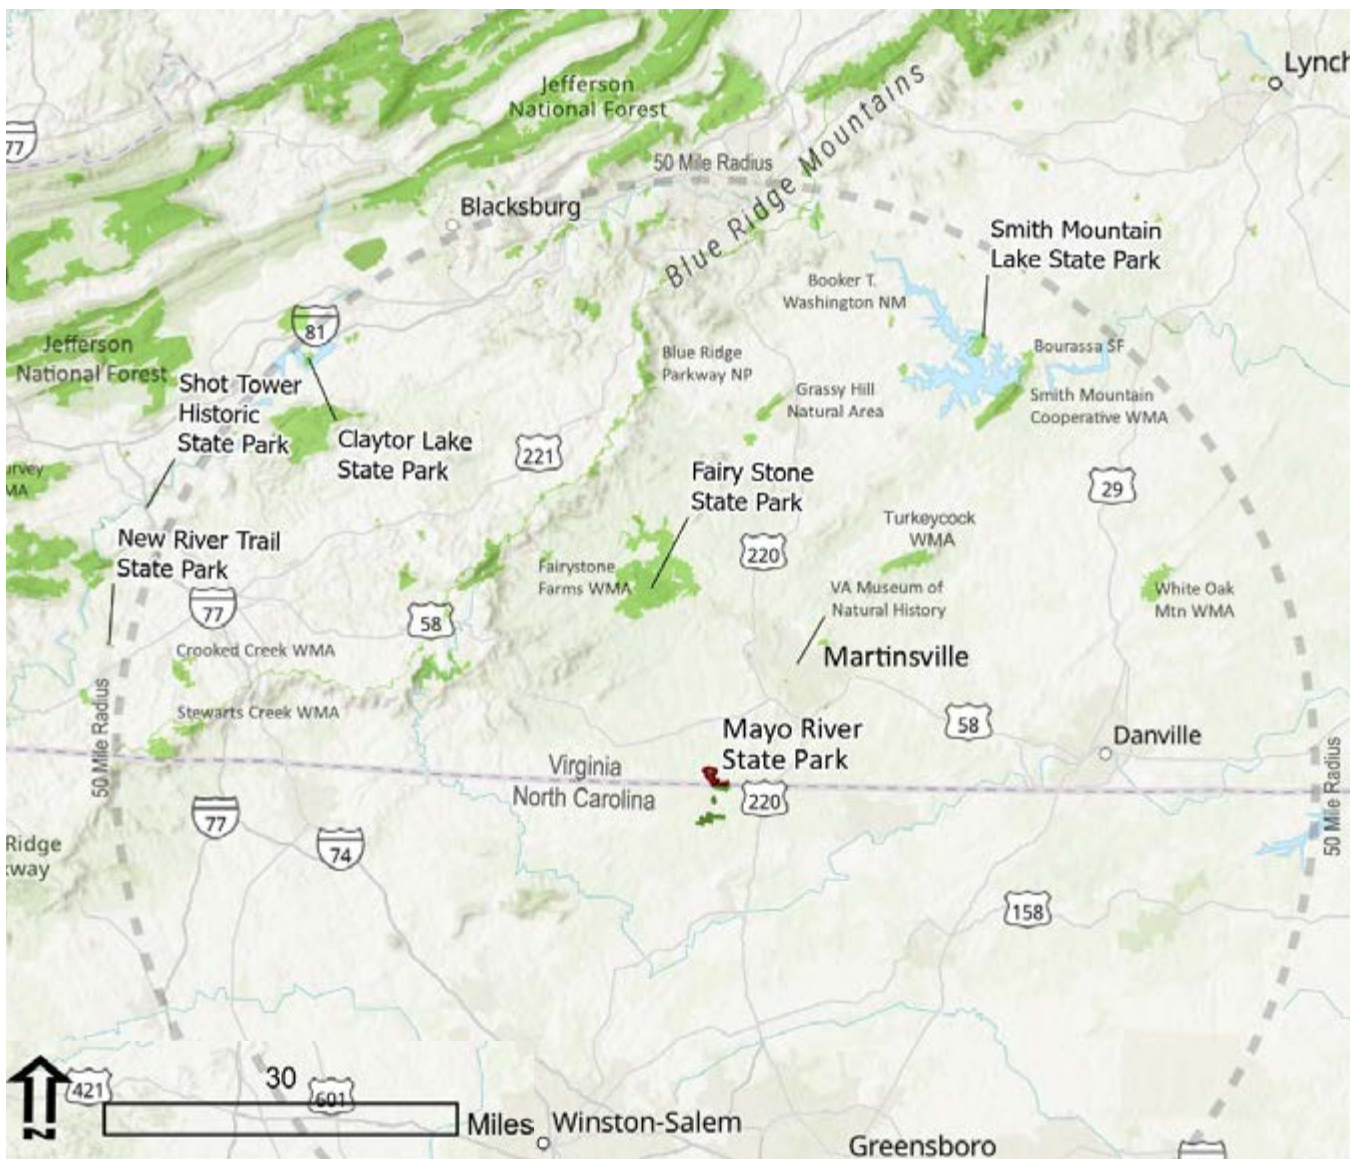 Lynch
Jefferson
National Forest
77
Blue Ridge Mountains
50 Mile Radius
Blacksburg
Smith Mountain
Lake State Park
Booker T.
Washington NM
81
Jefferson
National Forest
Blue Ridge
Parkway NP
Bourassa SF
Shot Tower
Historic
State Park
Grassy Hill
Natural Area
Smith Mountain
Cooperative WMA
Claytor Lake
State Park
221
Fairy Stone
State Park
29
urvey
MA
Turkeycock
WMA
New River Trail
State Park
220
Fairystone
Farms WMA
VA Museum of
Natural History
White Oak
Mtn WMA
77
58
Crooked Creek WMA
Martinsville
50 Mile Radius
Stewarts Creek WMA
58
Mayo River
State Park
Danville
Virginia
North Carolina
220
50 Mile Radius
77
74
Ridge
kway
158
421
30
601
Miles
Winston-Salem
N
Greensboro